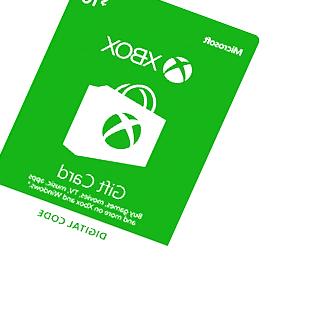 Microsoft
XBOX
Gift Card
Buy games, movies, TV, music, apps
and more on Xbox and Windows.*
DIGITAL CODE